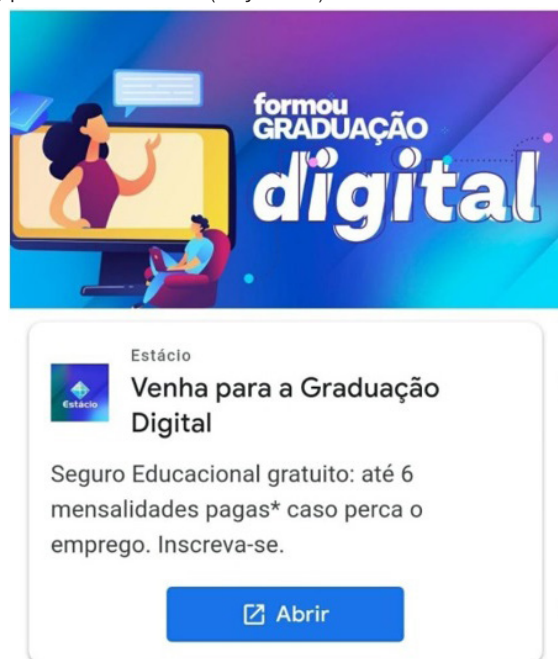 formou
GRADUAÇÃO
digital
Estácio
Estácio
Venha para a Graduação
Digital
Seguro Educacional gratuito: até 6
mensalidades pagas* caso perca o
emprego. Inscreva-se.
Abrir